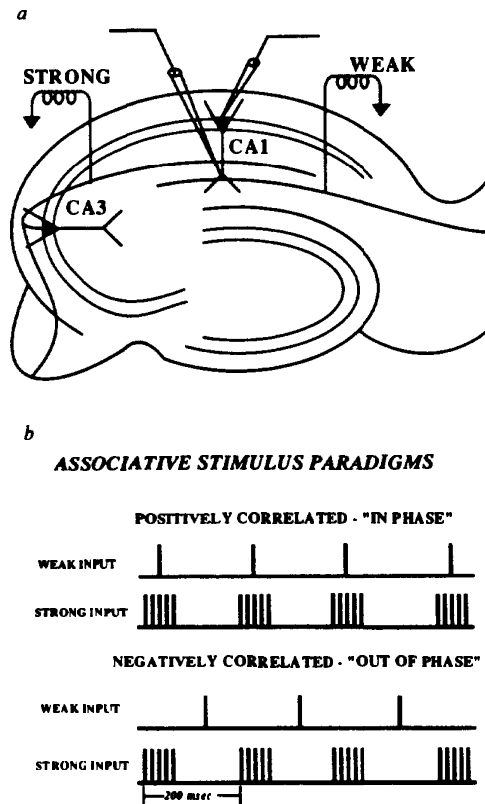 a
STRONG
WEAK
CA1
CA3
b
ASSOCIATIVE STIMULUS PARADIGMS
POSITIVELY CORRELATED - "IN PHASE"
WEAK INPUT
STRONG INPUT
NEGATIVELY CORRELATED - "OUT OF PHASE"
WEAK INPUT
STRONG INPUT
200 msec